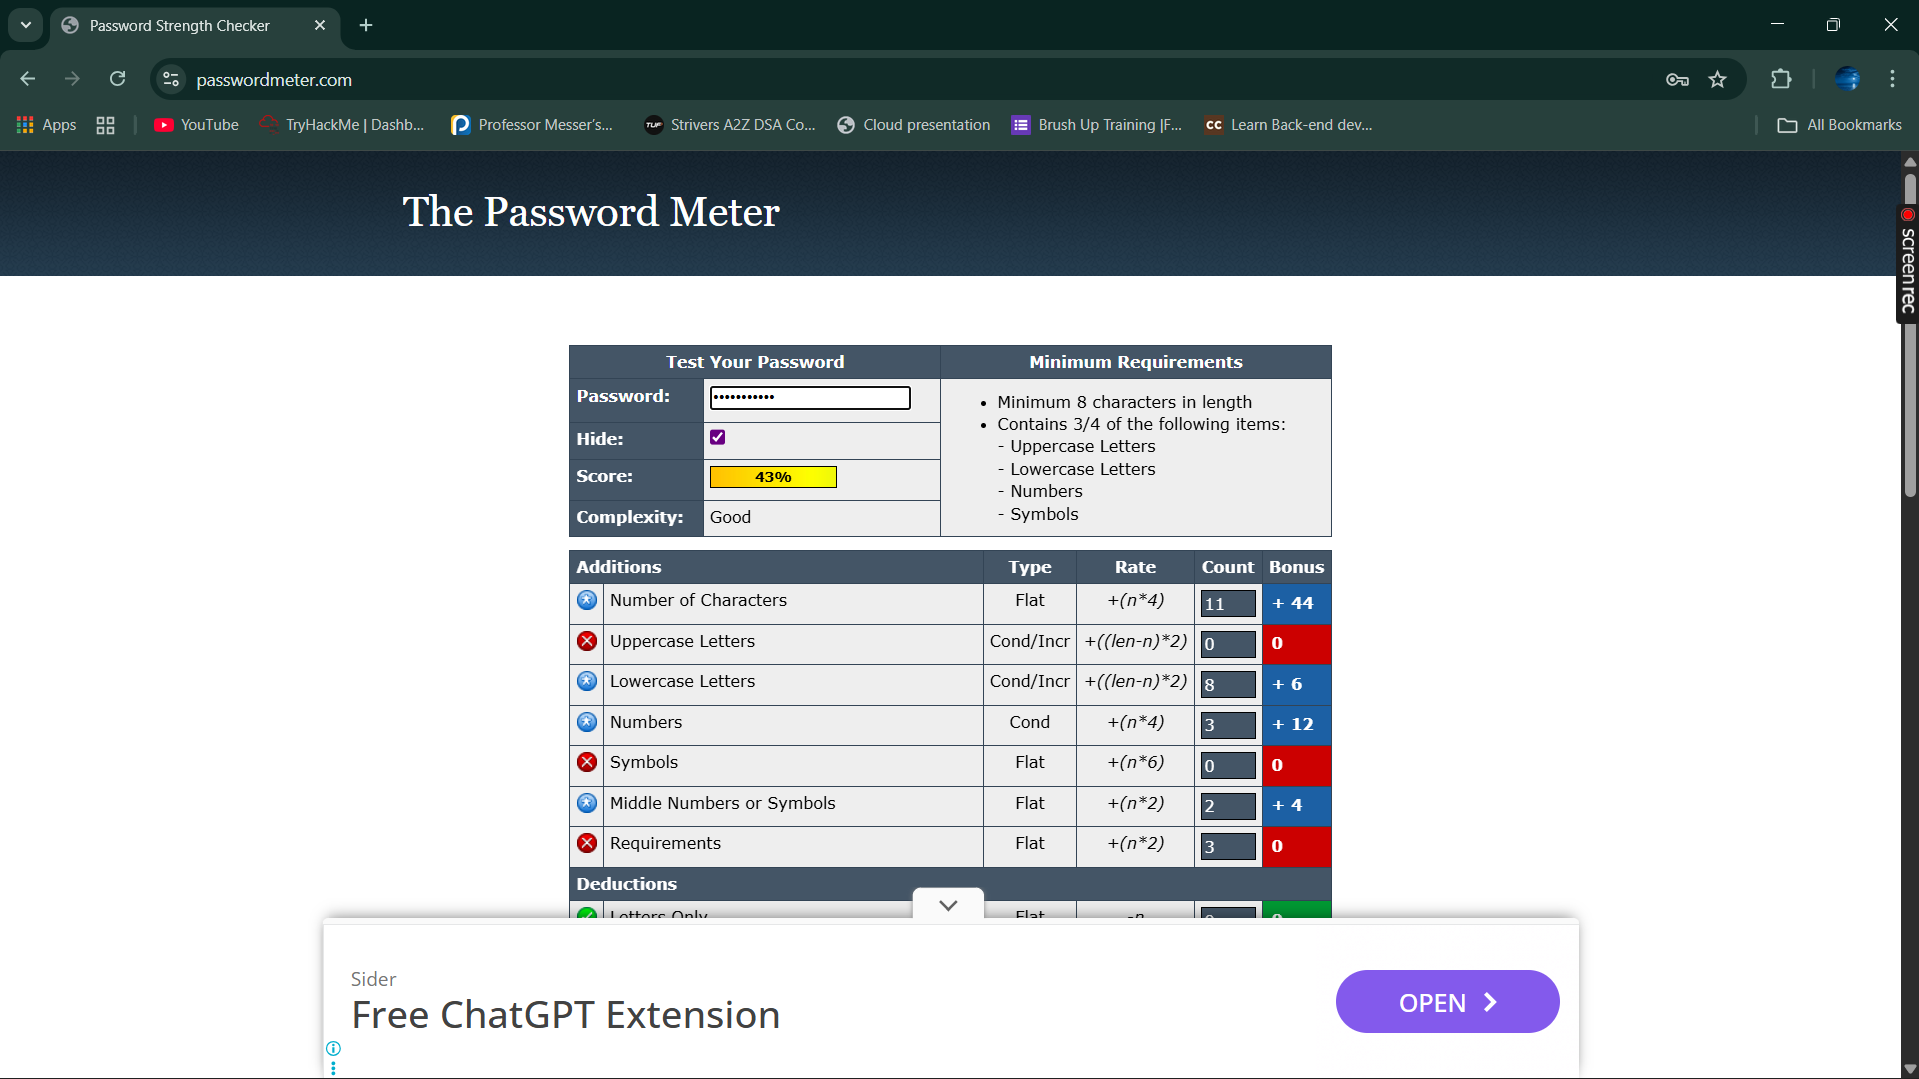 Password Strength Checker
passwordmeter.com
Apps YouTube TryHackMe | Dashb... Professor Messer's... TUF Strivers A2Z DSA Co... Cloud presentation Brush Up Training |F... CC Learn Back-end dev... All Bookmarks
The Password Meter
screenrec
Test Your Password Minimum Requirements
Password: •••••••••••
Hide:
Score: 43%
Complexity: Good
• Minimum 8 characters in length
• Contains 3/4 of the following items:
- Uppercase Letters
- Lowercase Letters
- Numbers
- Symbols
Additions Type Rate Count Bonus
Number of Characters Flat +(n*4) 11 + 44
Uppercase Letters Cond/Incr +((len-n)*2) 0 0
Lowercase Letters Cond/Incr +((len-n)*2) 8 + 6
Numbers Cond +(n*4) 3 + 12
Symbols Flat +(n*6) 0 0
Middle Numbers or Symbols Flat +(n*2) 2 + 4
Requirements Flat +(n*2) 3 0
Deductions
Letters Only Flat -n 0 0
Sider
Free ChatGPT Extension
OPEN